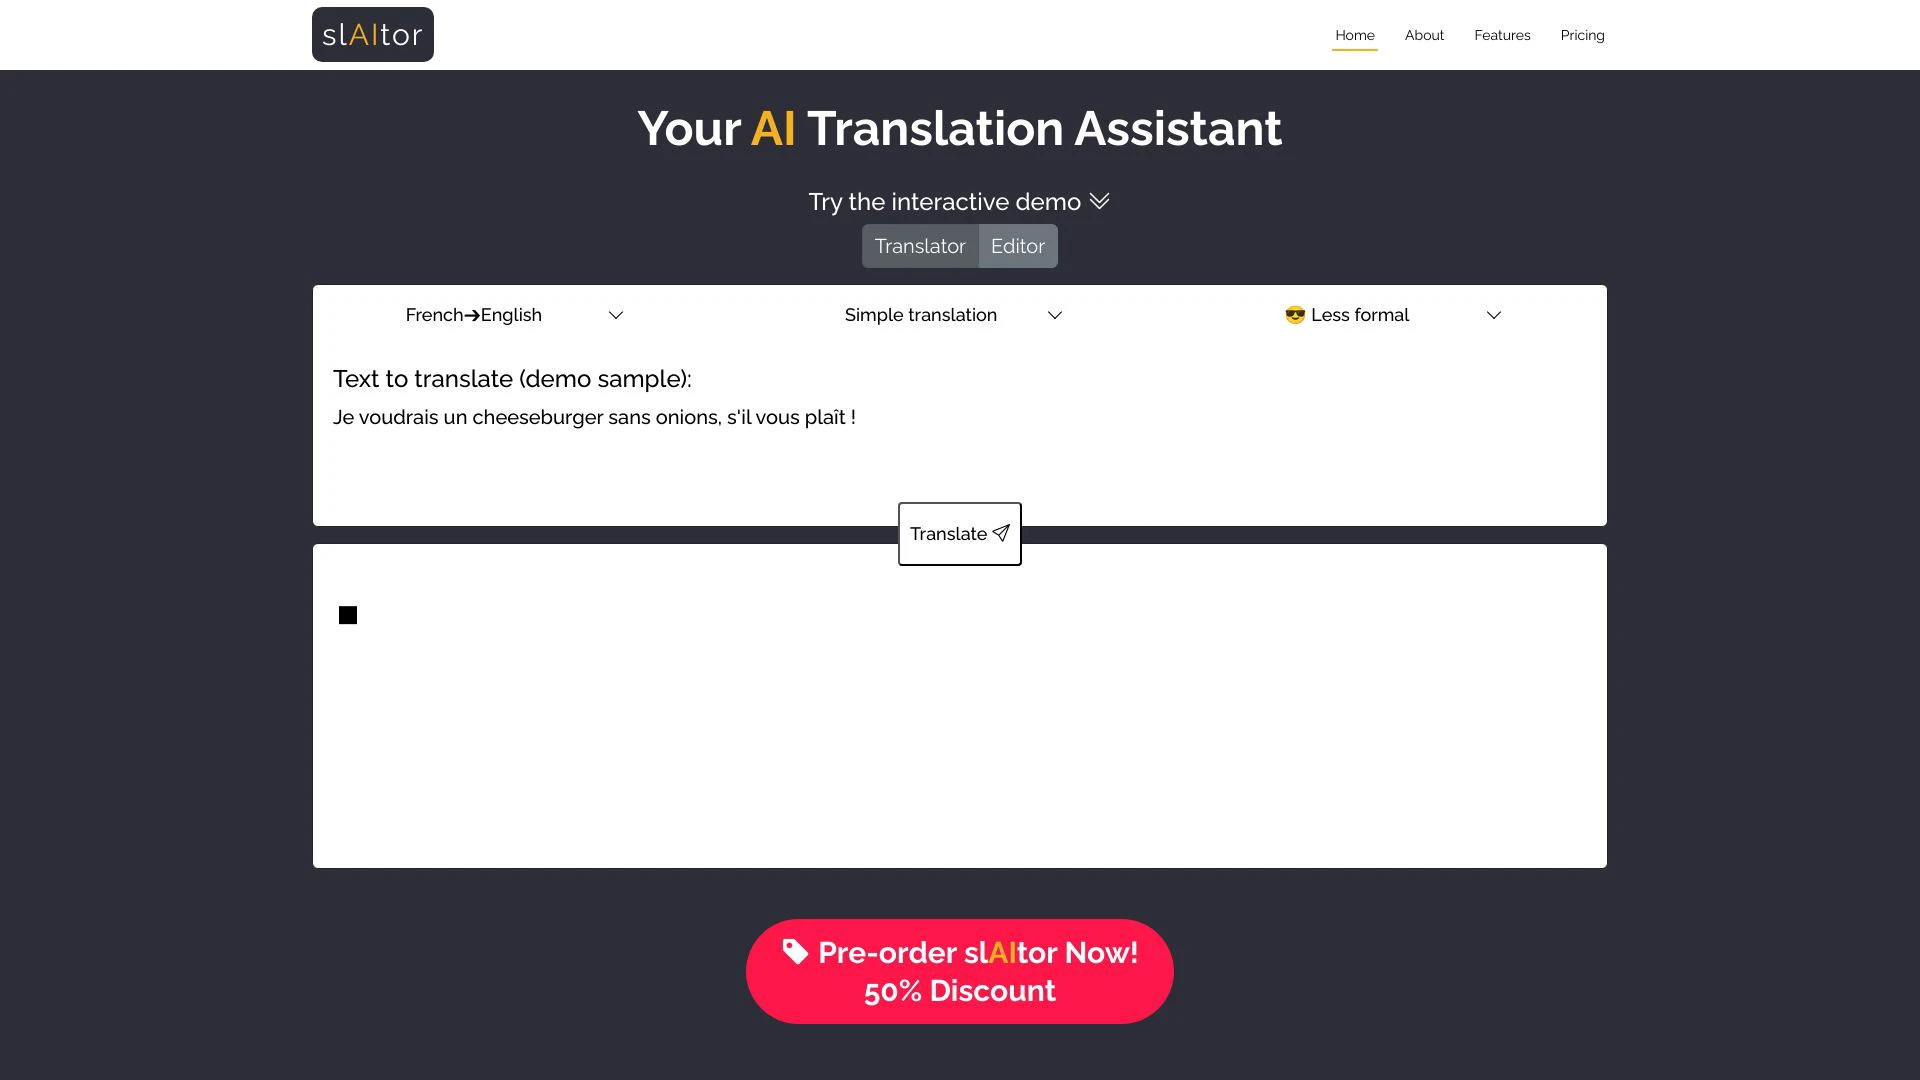 slAItor
Home
About
Features
Pricing
Your AI Translation Assistant
Try the interactive demo
Translator
Editor
French➔English
Simple translation
😎 Less formal
Text to translate (demo sample):
Je voudrais un cheeseburger sans onions, s'il vous plaît !
Translate
Pre-order slAItor Now!
50% Discount